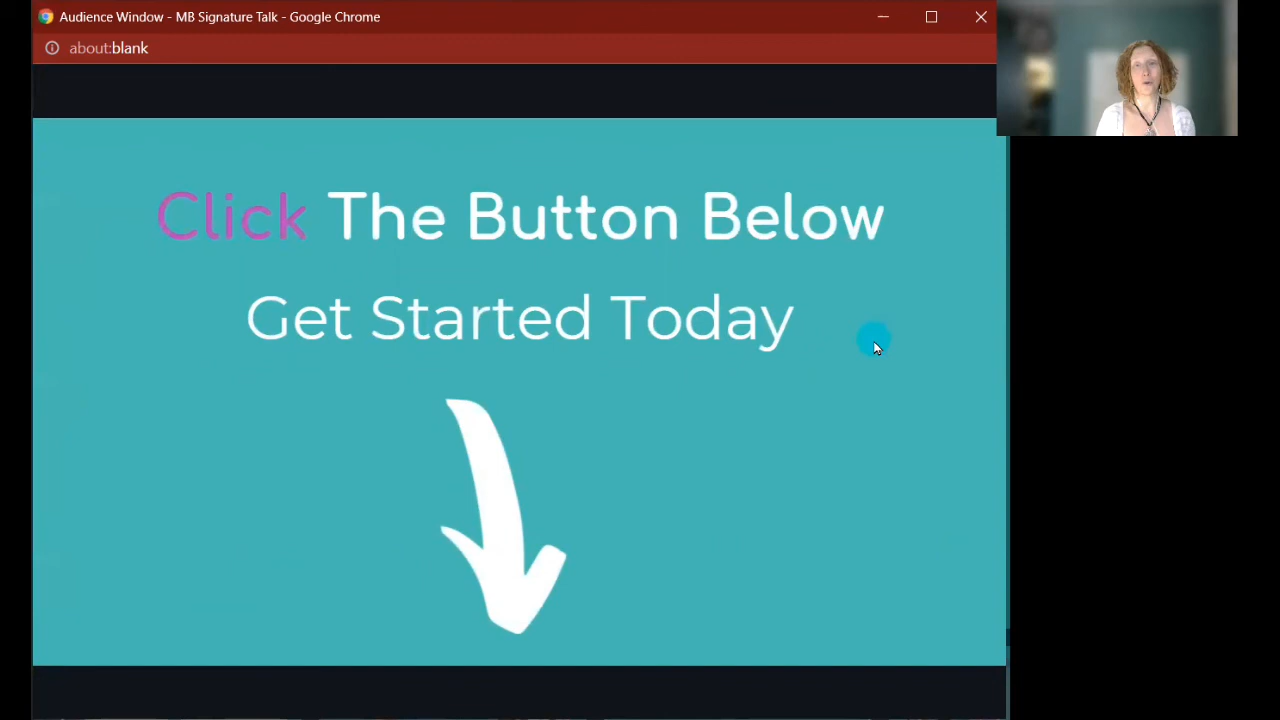 Audience Window - MB Signature Talk - Google Chrome
about:blank
Click The Button Below
Get Started Today